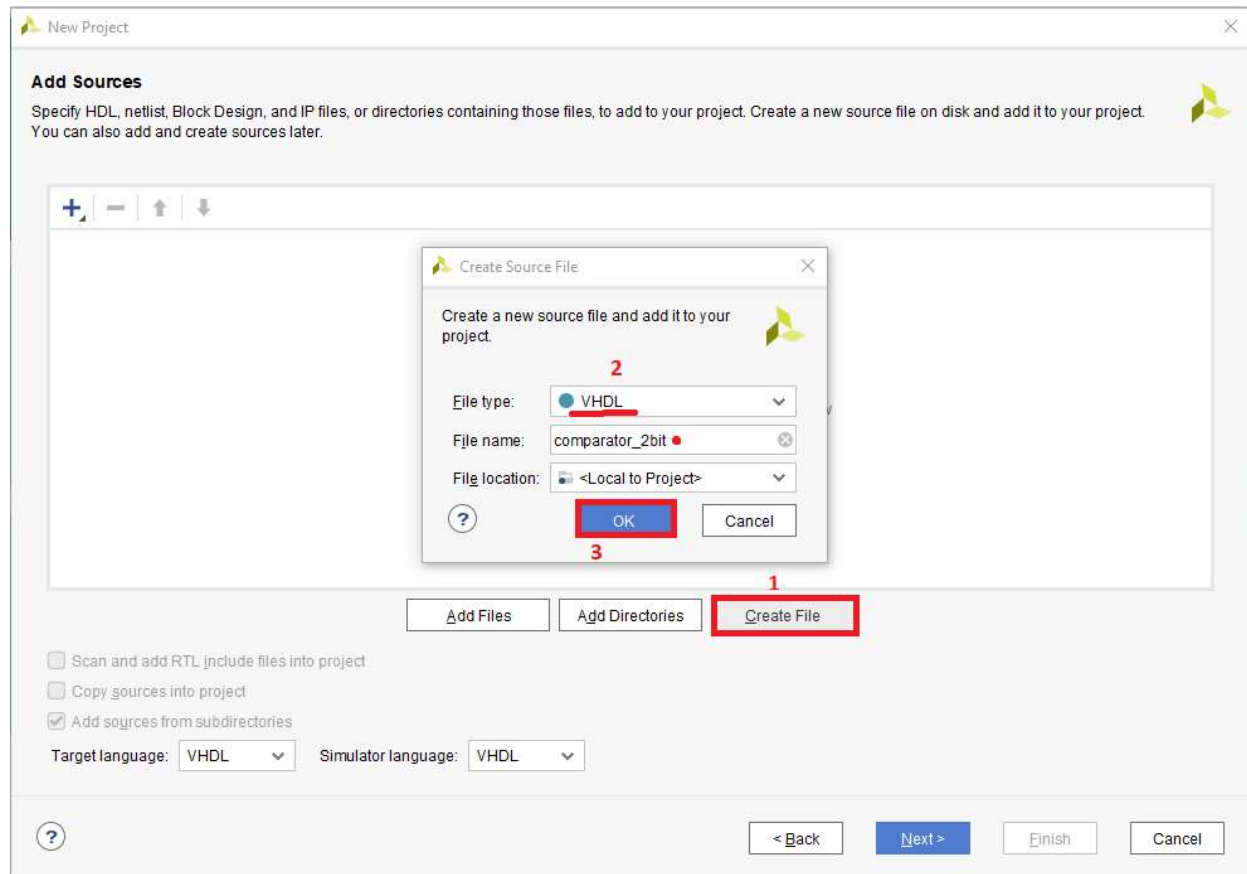 New Project
Add Sources
Specify HDL, netlist, Block Design, and IP files, or directories containing those files, to add to your project. Create a new source file on disk and add it to your project.
You can also add and create sources later.
Create Source File
Create a new source file and add it to your
project.
2
File type: VHDL
File name: comparator_2bit
File location: <Local to Project>
? OK Cancel
3
1
Add Files Add Directories Create File
Scan and add RTL include files into project
Copy sources into project
Add sources from subdirectories
Target language: VHDL Simulator language: VHDL
? < Back Next > Finish Cancel